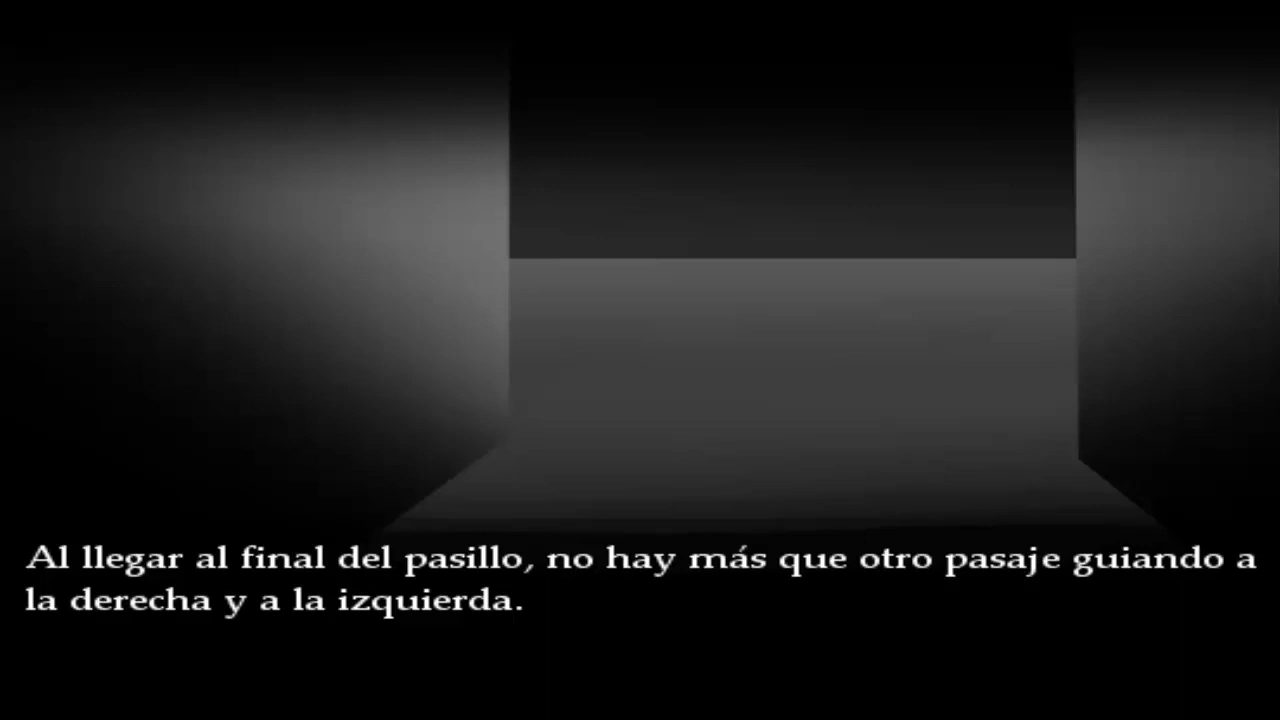 Al llegar al final del pasillo, no hay más que otro pasaje guiando a
la derecha y a la izquierda.